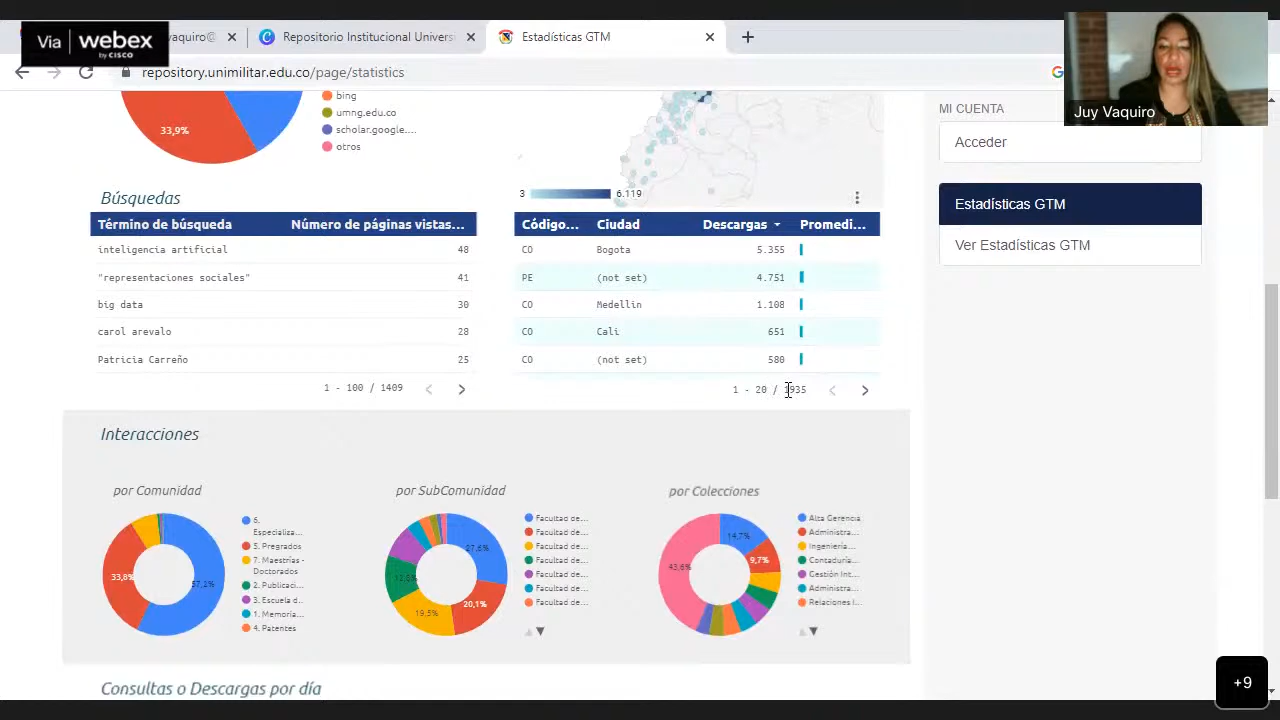 Via webex
by CISCO
vaquiro@
Repositorio Institucional Univers
Estadísticas GTM
repository.unimilitar.edu.co/page/statistics
Juy Vaquiro
33,9%
bing
umng.edu.co
scholar.google....
otros
3
6.119
MI CUENTA
Acceder
Estadísticas GTM
Ver Estadísticas GTM
Búsquedas
Término de búsqueda Número de páginas vistas...
inteligencia artificial 48
"representaciones sociales" 41
big data 30
carol arevalo 28
Patricia Carreño 25
1 - 100 / 1409
Código... Ciudad Descargas Promedi...
CO Bogota 5.355
PE (not set) 4.751
CO Medellin 1.108
CO Cali 651
CO (not set) 580
1 - 20 / 1935
Interacciones
por Comunidad
57,2%
33,8%
6.
Especializa...
5. Pregrados
7. Maestrías -
Doctorados
2. Publicaci...
3. Escuela d...
1. Memoria...
4. Patentes
por SubComunidad
27,6%
20,1%
19,5%
Facultad de...
Facultad de...
Facultad de...
Facultad de...
Facultad de...
Facultad de...
Facultad de...
por Colecciones
14,7%
9,7%
43,6%
Alta Gerencia
Administra...
Ingeniería...
Contaduría...
Gestión Int...
Administra...
Relaciones I...
Consultas o Descargas por día
+9